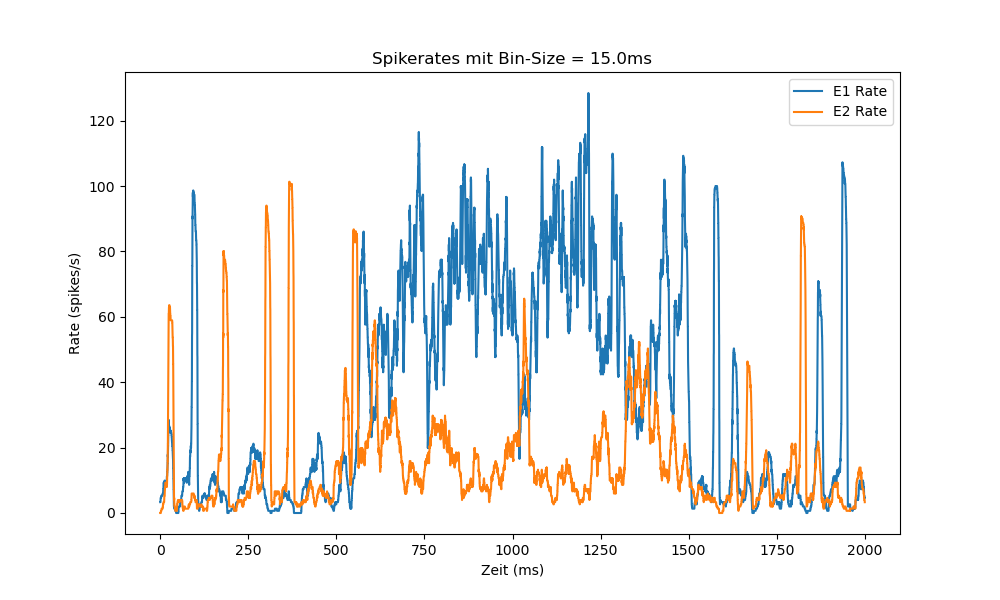 Spikerates mit Bin-Size = 15.0ms
E1 Rate
E2 Rate
Rate (spikes/s)
120
100
80
60
40
20
0
0 250 500 750 1000 1250 1500 1750 2000
Zeit (ms)